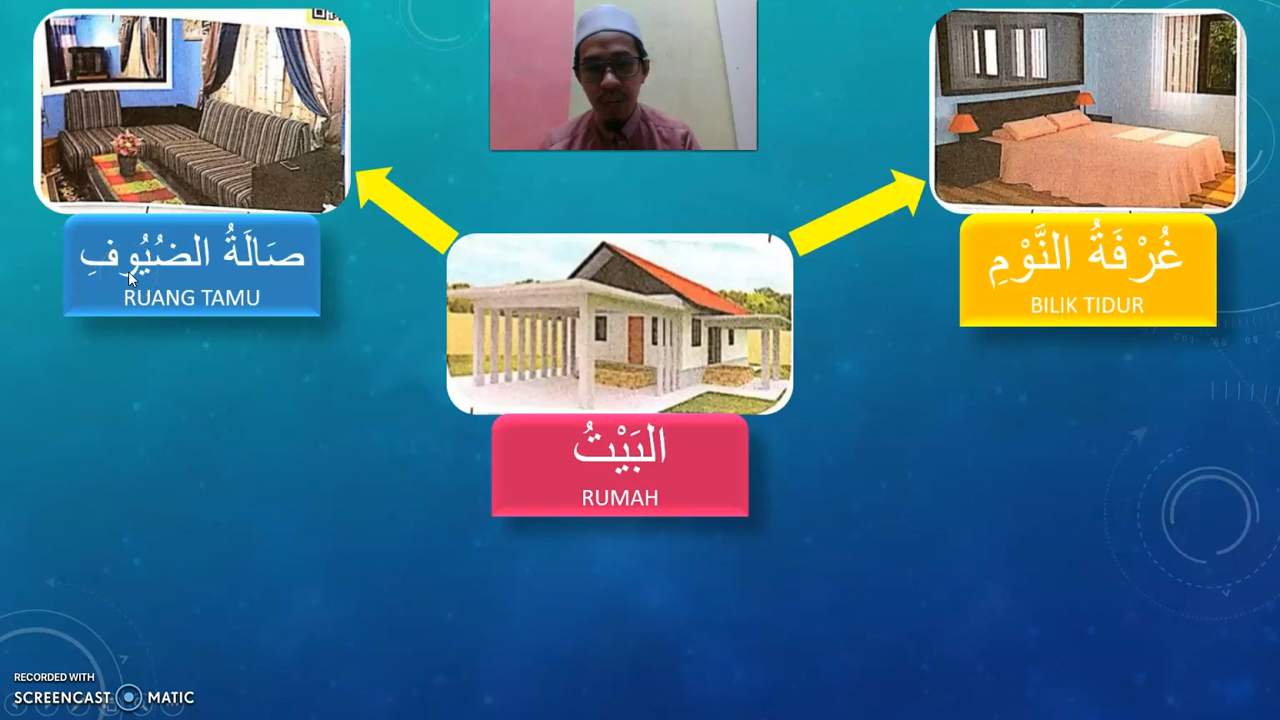 صَالَةُ الضُيُوفِ
RUANG TAMU
غُرْفَةُ النَّوْمِ
BILIK TIDUR
البَيْتُ
RUMAH
RECORDED WITH
SCREENCAST MATIC